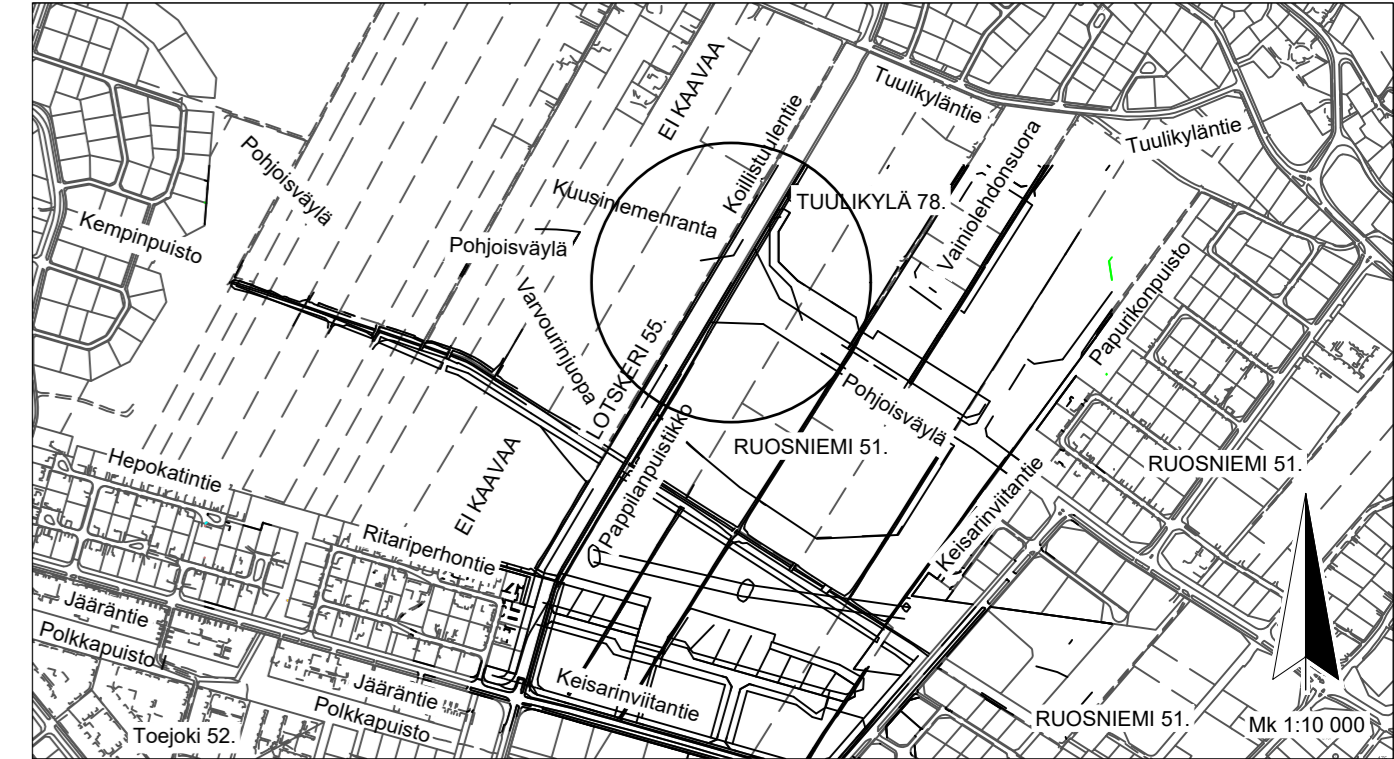 Tuulikyläntie
EI KAAVAA
Koillistuulentie
Vainiolehdonsuora
Tuulikyläntie
Pohjoisväylä
Kempinpuisto
Kuusiniemenranta
TUULIKYLÄ 78.
Pohjoisväylä
Papurikonpuisto
Varvourinjuopa
LOTSKERI 55.
Pohjoisväylä
Pappilanpuistikko
RUOSNIEMI 51.
RUOSNIEMI 51.
Hepokatintie
EI KAAVAA
Keisarinviitantie
Ritariperhontie
Jääräntie
Polkkapuisto
Jääräntie
Keisarinviitantie
Polkkapuisto
Toejoki 52.
RUOSNIEMI 51.
Mk 1:10 000